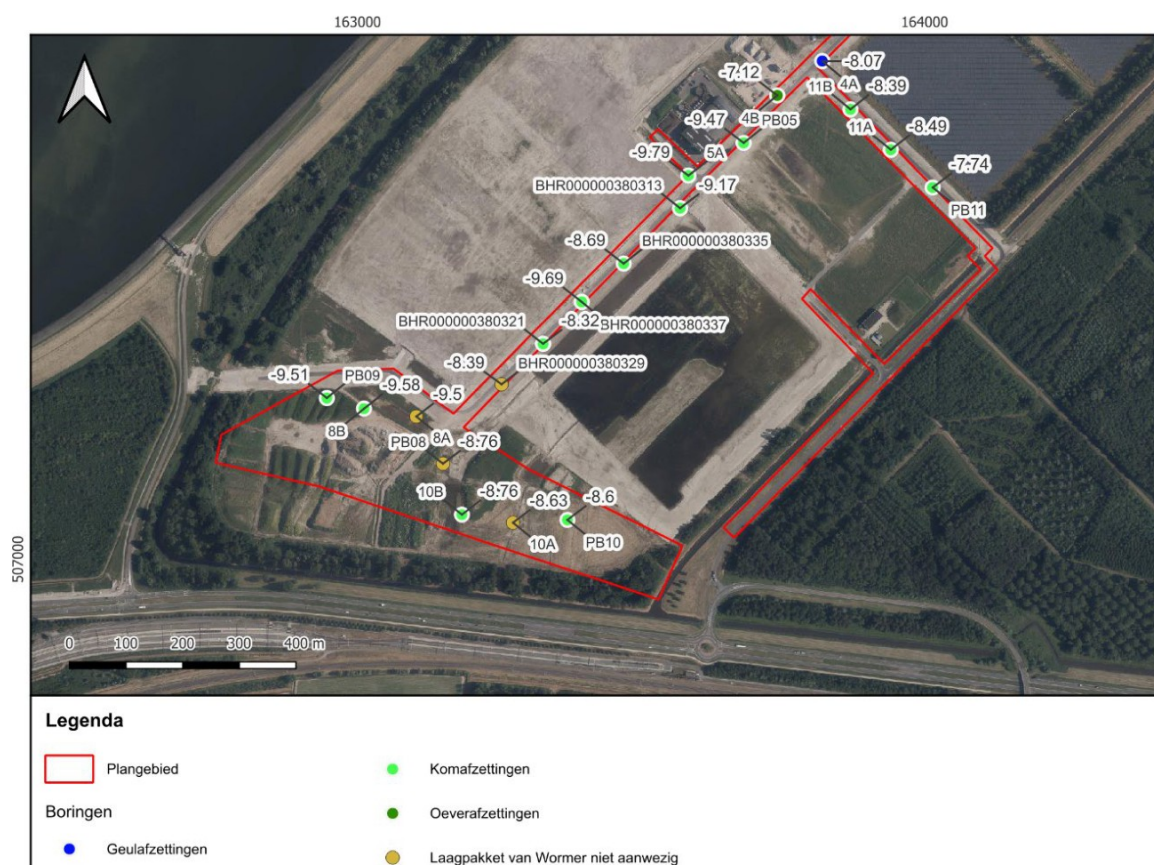 163000
164000
-8.07
-7.12
11B
4A
-8.39
4B
PB05
-9.47
11A
-8.49
-9.79
5A
-7.74
BHR000000380313
-9.17
PB11
-8.69
BHR000000380335
-9.69
BHR000000380321
-8.32
BHR000000380337
-8.39
BHR000000380329
-9.51
PB09
-9.58
-9.5
8B
8A
PB08
-8.76
10B
-8.76
-8.63
-8.6
10A
PB10
507000
0 100 200 300 400 m
Legenda
Plangebied
Komafzettingen
Boringen
Oeverafzettingen
Geulafzettingen
Laagpakket van Wormer niet aanwezig